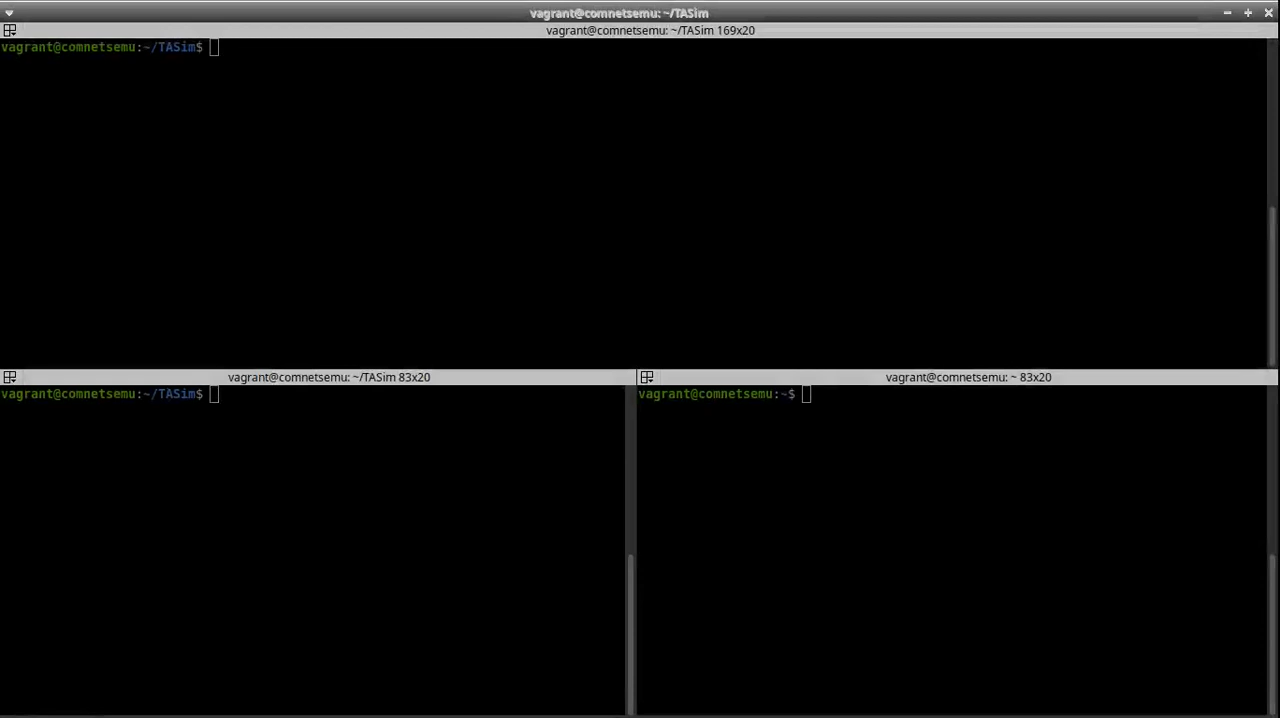 vagrant@comnetsemu: ~/TASim
vagrant@comnetsemu: ~/TASim 169x20
vagrant@comnetsemu:~/TASim$
vagrant@comnetsemu: ~/TASim 83x20
vagrant@comnetsemu:~/TASim$
vagrant@comnetsemu: ~ 83x20
vagrant@comnetsemu:~$